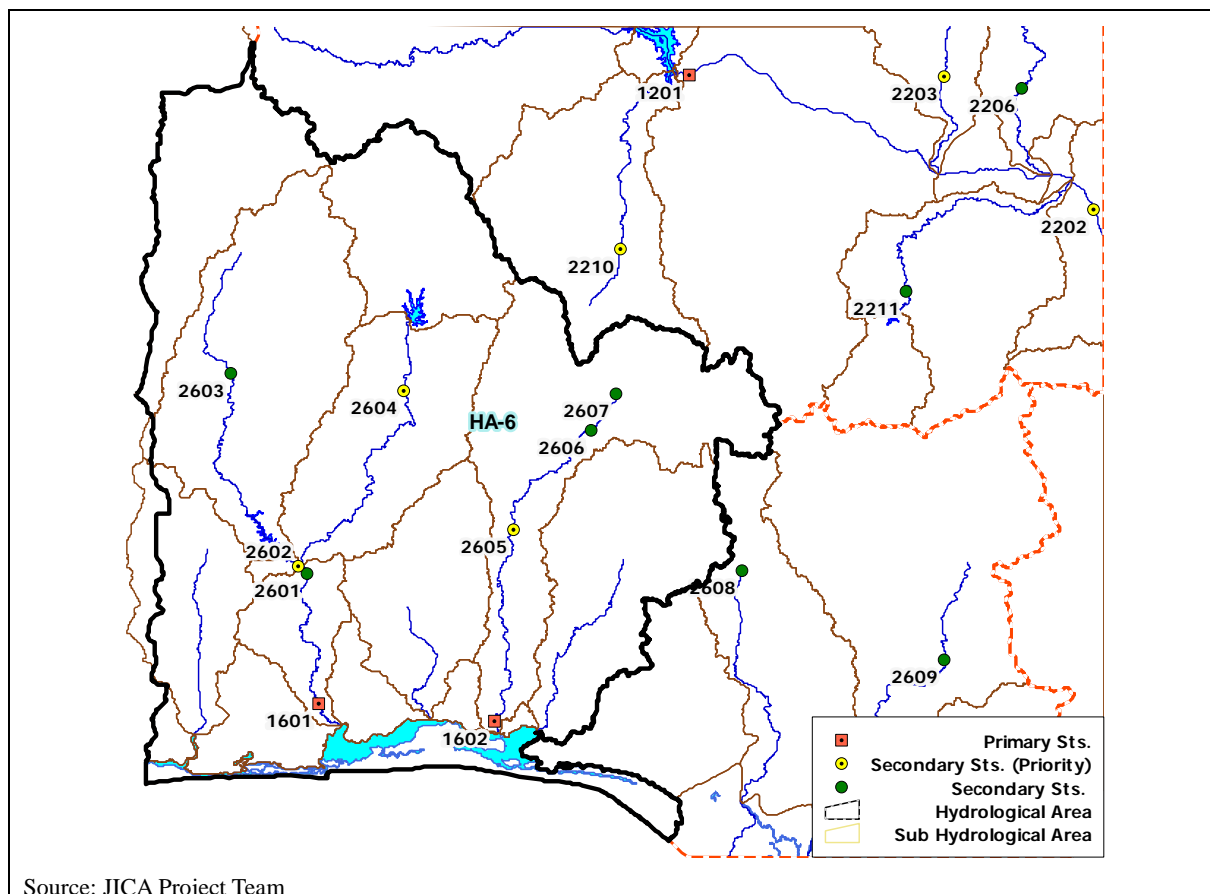 1201
2203
2206
2202
2210
2211
2603
2604
HA-6
2607
2606
2605
2602
2601
2608
2609
1601
1602
Primary Sts.
Secondary Sts. (Priority)
Secondary Sts.
Hydrological Area
Sub Hydrological Area
Source: JICA Project Team